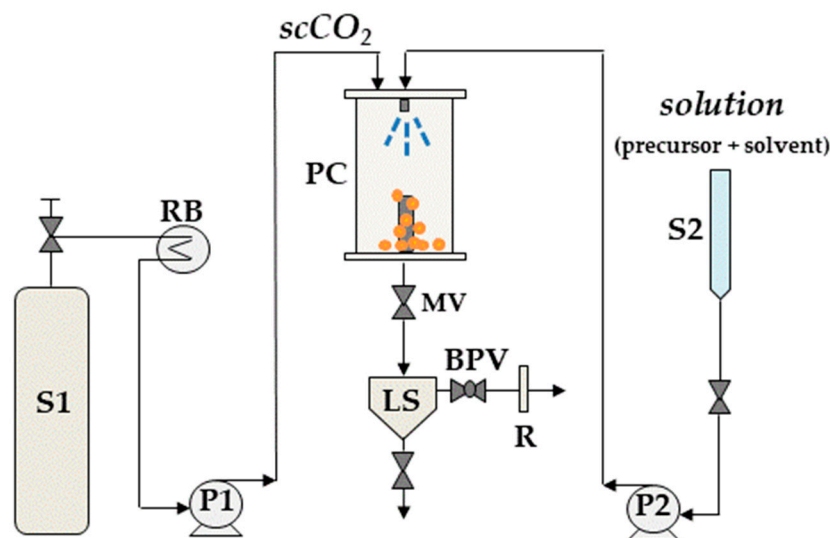 scCO₂
solution
(precursor + solvent)
PC
RB
S2
MV
BPV
S1
LS
R
P1
P2